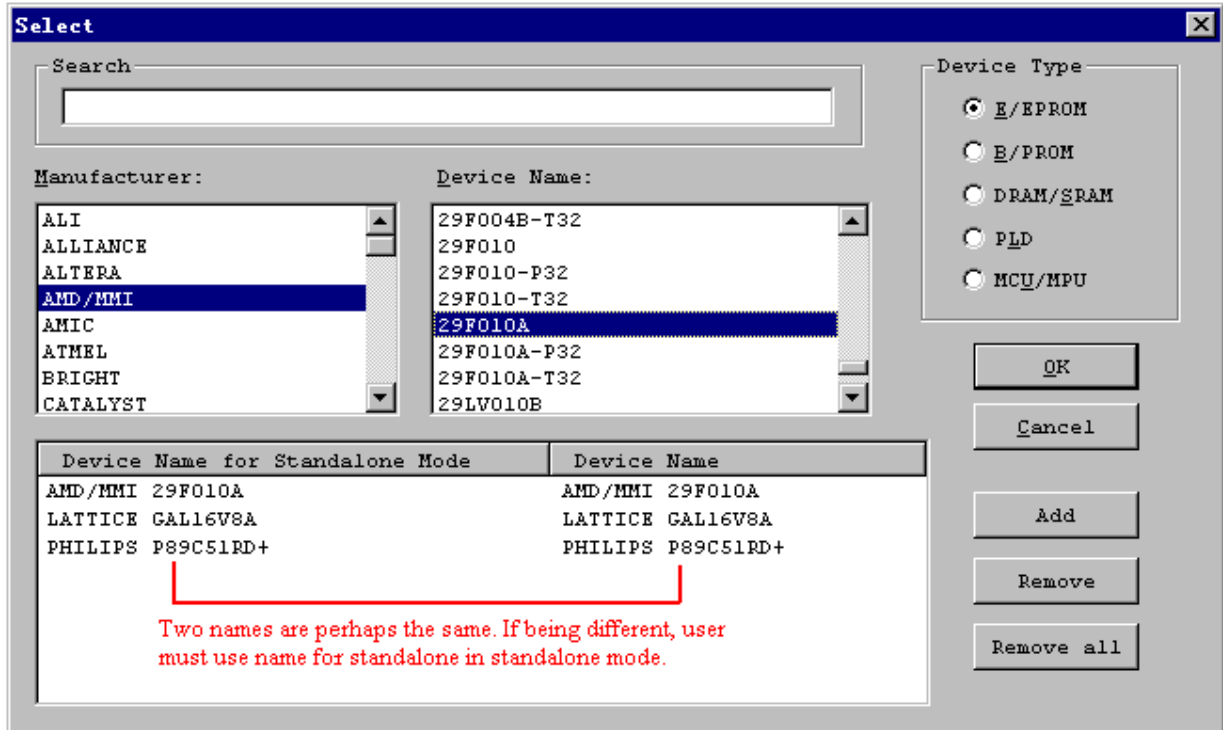 Select
Search
Device Type
E/EPROM
B/PROM
DRAM/SRAM
PLD
MCU/MPU
Manufacturer:
Device Name:
ALI
ALLIANCE
ALTERA
AMD/MMI
AMIC
ATMEL
BRIGHT
CATALYST
29F004B-T32
29F010
29F010-P32
29F010-T32
29F010A
29F010A-P32
29F010A-T32
29LV010B
OK
Cancel
Add
Remove
Remove all
Device Name for Standalone Mode Device Name
AMD/MMI 29F010A AMD/MMI 29F010A
LATTICE GAL16V8A LATTICE GAL16V8A
PHILIPS P89C51RD+ PHILIPS P89C51RD+
Two names are perhaps the same. If being different, user
must use name for standalone in standalone mode.